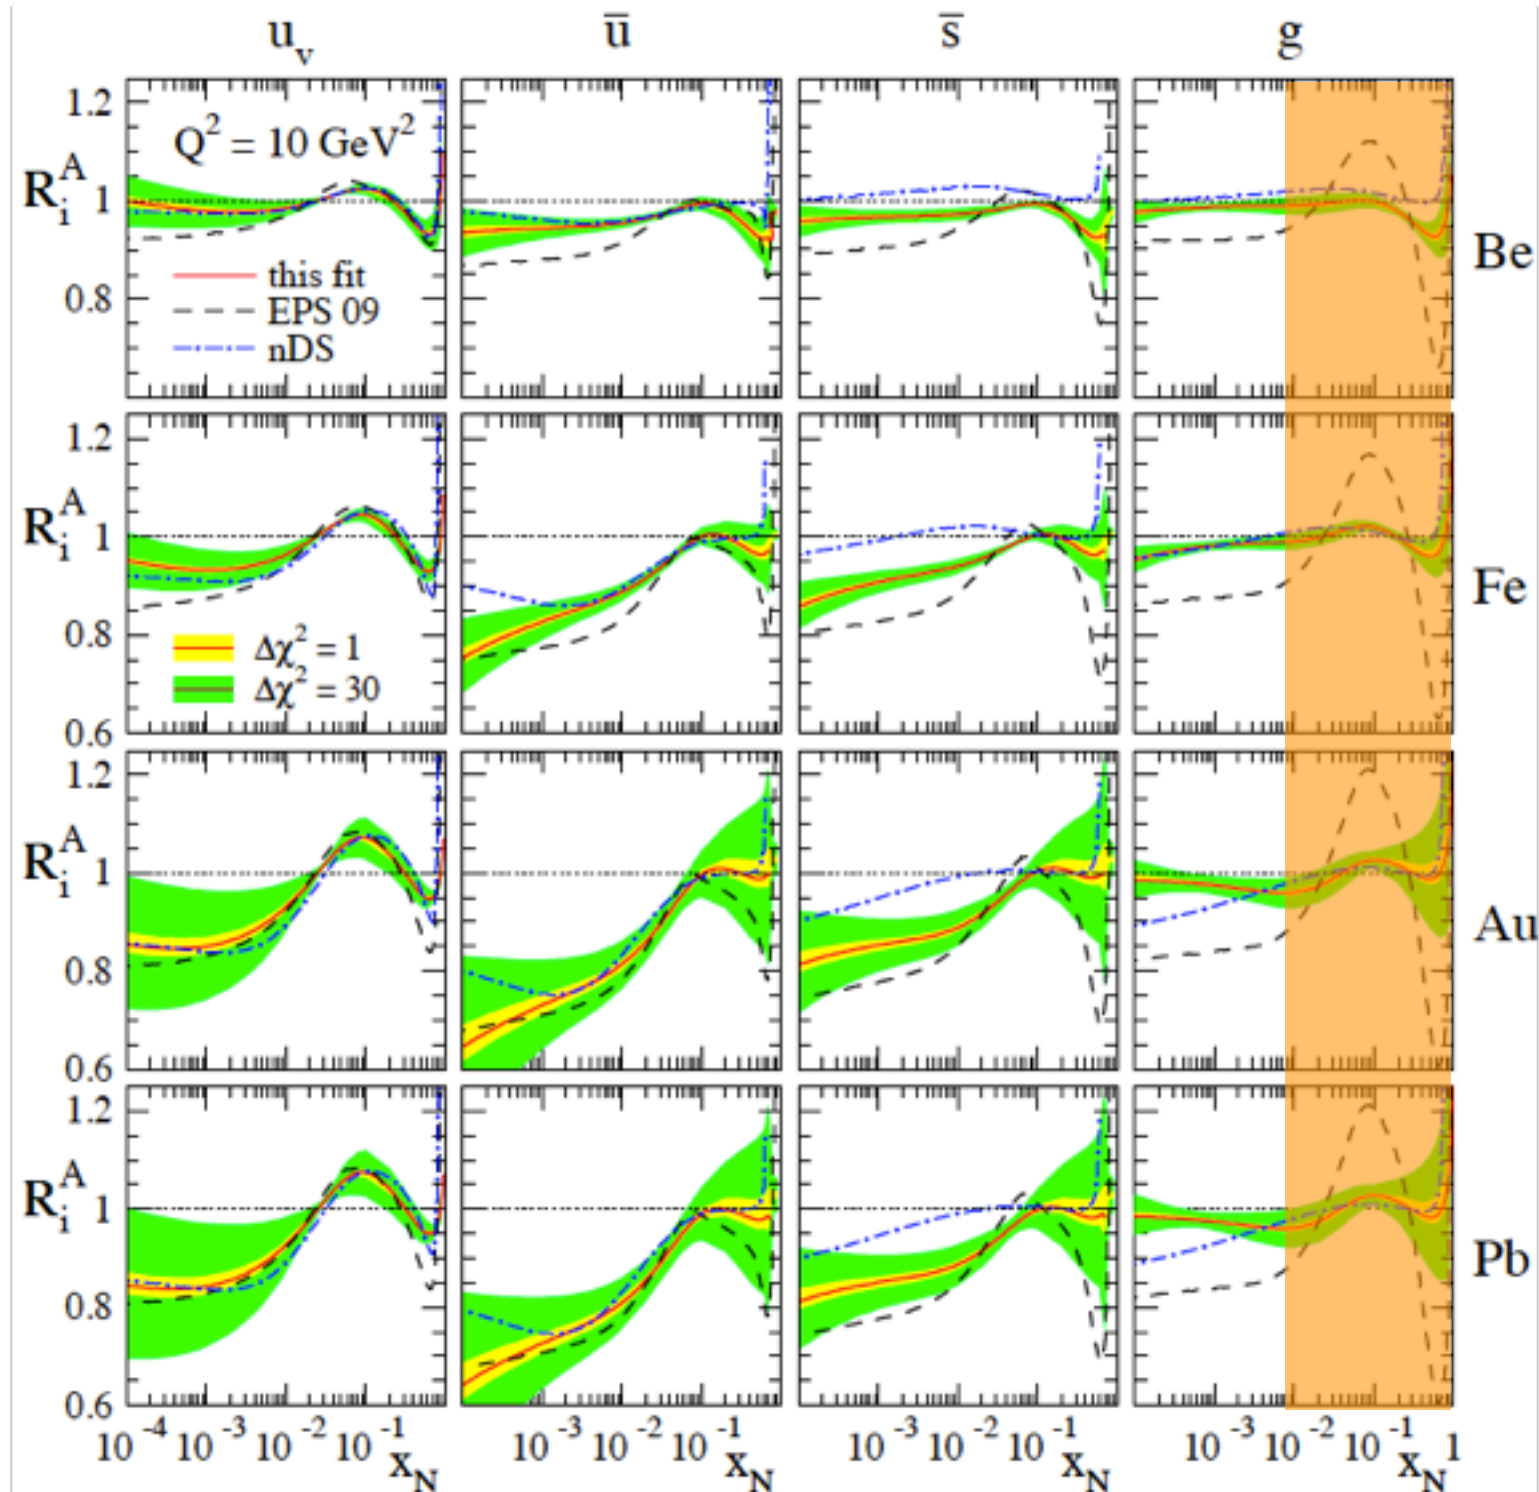 u_v ū s̄ g
1.2
Q² = 10 GeV²
R_i^A 1
this fit
Be
0.8 EPS 09
nDS
1.2
R_i^A 1
Fe
0.8
Δχ² = 1
Δχ² = 30
0.6
1.2
R_i^A 1
Au
0.8
0.6
1.2
R_i^A 1
Pb
0.8
0.6
10⁻⁴ 10⁻³ 10⁻² 10⁻¹ x_N 10⁻³ 10⁻² 10⁻¹ x_N 10⁻³ 10⁻² 10⁻¹ x_N 10⁻³ 10⁻² 10⁻¹ x_N 1